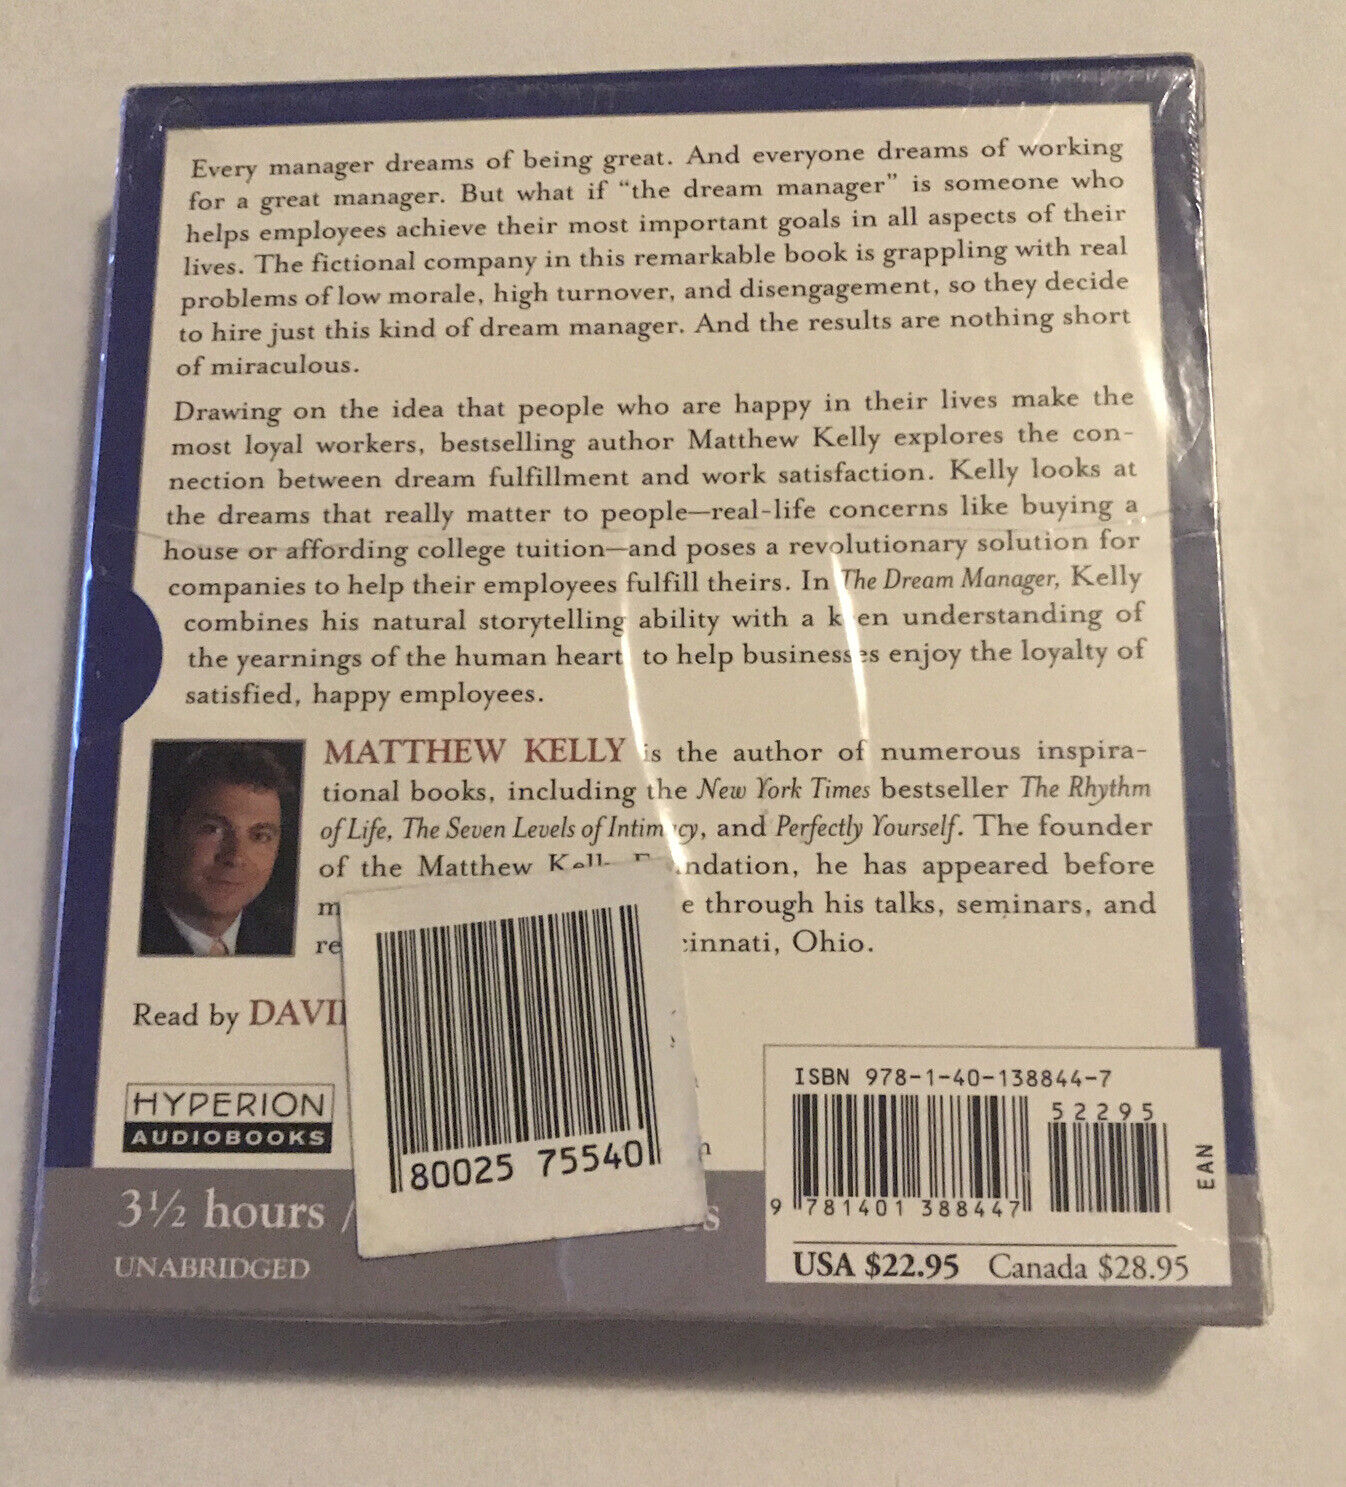 Every manager dreams of being great. And everyone dreams of working
for a great manager. But what if “the dream manager” is someone who
helps employees achieve their most important goals in all aspects of their
lives. The fictional company in this remarkable book is grappling with real
problems of low morale, high turnover, and disengagement, so they decide
to hire just this kind of dream manager. And the results are nothing short
of miraculous.
Drawing on the idea that people who are happy in their lives make the
most loyal workers, bestselling author Matthew Kelly explores the con-
nection between dream fulfillment and work satisfaction. Kelly looks at
the dreams that really matter to people—real-life concerns like buying a
house or affording college tuition—and poses a revolutionary solution for
companies to help their employees fulfill theirs. In The Dream Manager, Kelly
combines his natural storytelling ability with a keen understanding of
the yearnings of the human heart to help businesses enjoy the loyalty of
satisfied, happy employees.
MATTHEW KELLY is the author of numerous inspira-
tional books, including the New York Times bestseller The Rhythm
of Life, The Seven Levels of Intimacy, and Perfectly Yourself. The founder
of the Matthew Kelly Foundation, he has appeared before
through his talks, seminars, and
Ohio.
Read by
HYPERION
AUDIOBOOKS
3½ hours /
UNABRIDGED
80025 75540
ISBN 978-1-40-138844-7
52295
9 781401 388447
EAN
USA $22.95 Canada $28.95